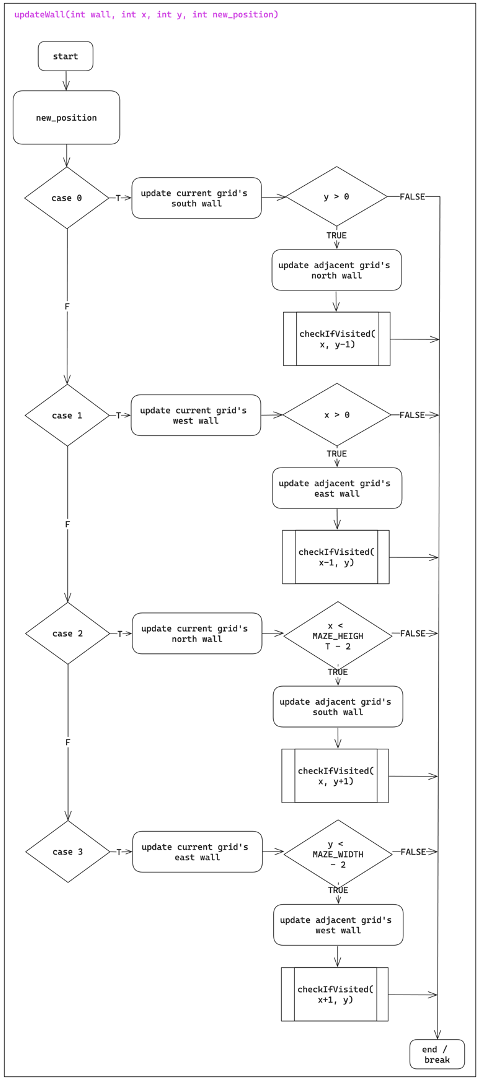 updateWall(int wall, int x, int y, int new_position)
start
new_position
case 0
T
update current grid's
south wall
y > 0
FALSE
TRUE
update adjacent grid's
north wall
checkIfVisited(
x, y-1)
F
case 1
T
update current grid's
west wall
x > 0
FALSE
TRUE
update adjacent grid's
east wall
checkIfVisited(
x-1, y)
F
case 2
T
update current grid's
north wall
x <
MAZE_HEIGH
T - 2
FALSE
TRUE
update adjacent grid's
south wall
checkIfVisited(
x, y+1)
F
case 3
T
update current grid's
east wall
y <
MAZE_WIDTH
- 2
FALSE
TRUE
update adjacent grid's
west wall
checkIfVisited(
x+1, y)
end /
break